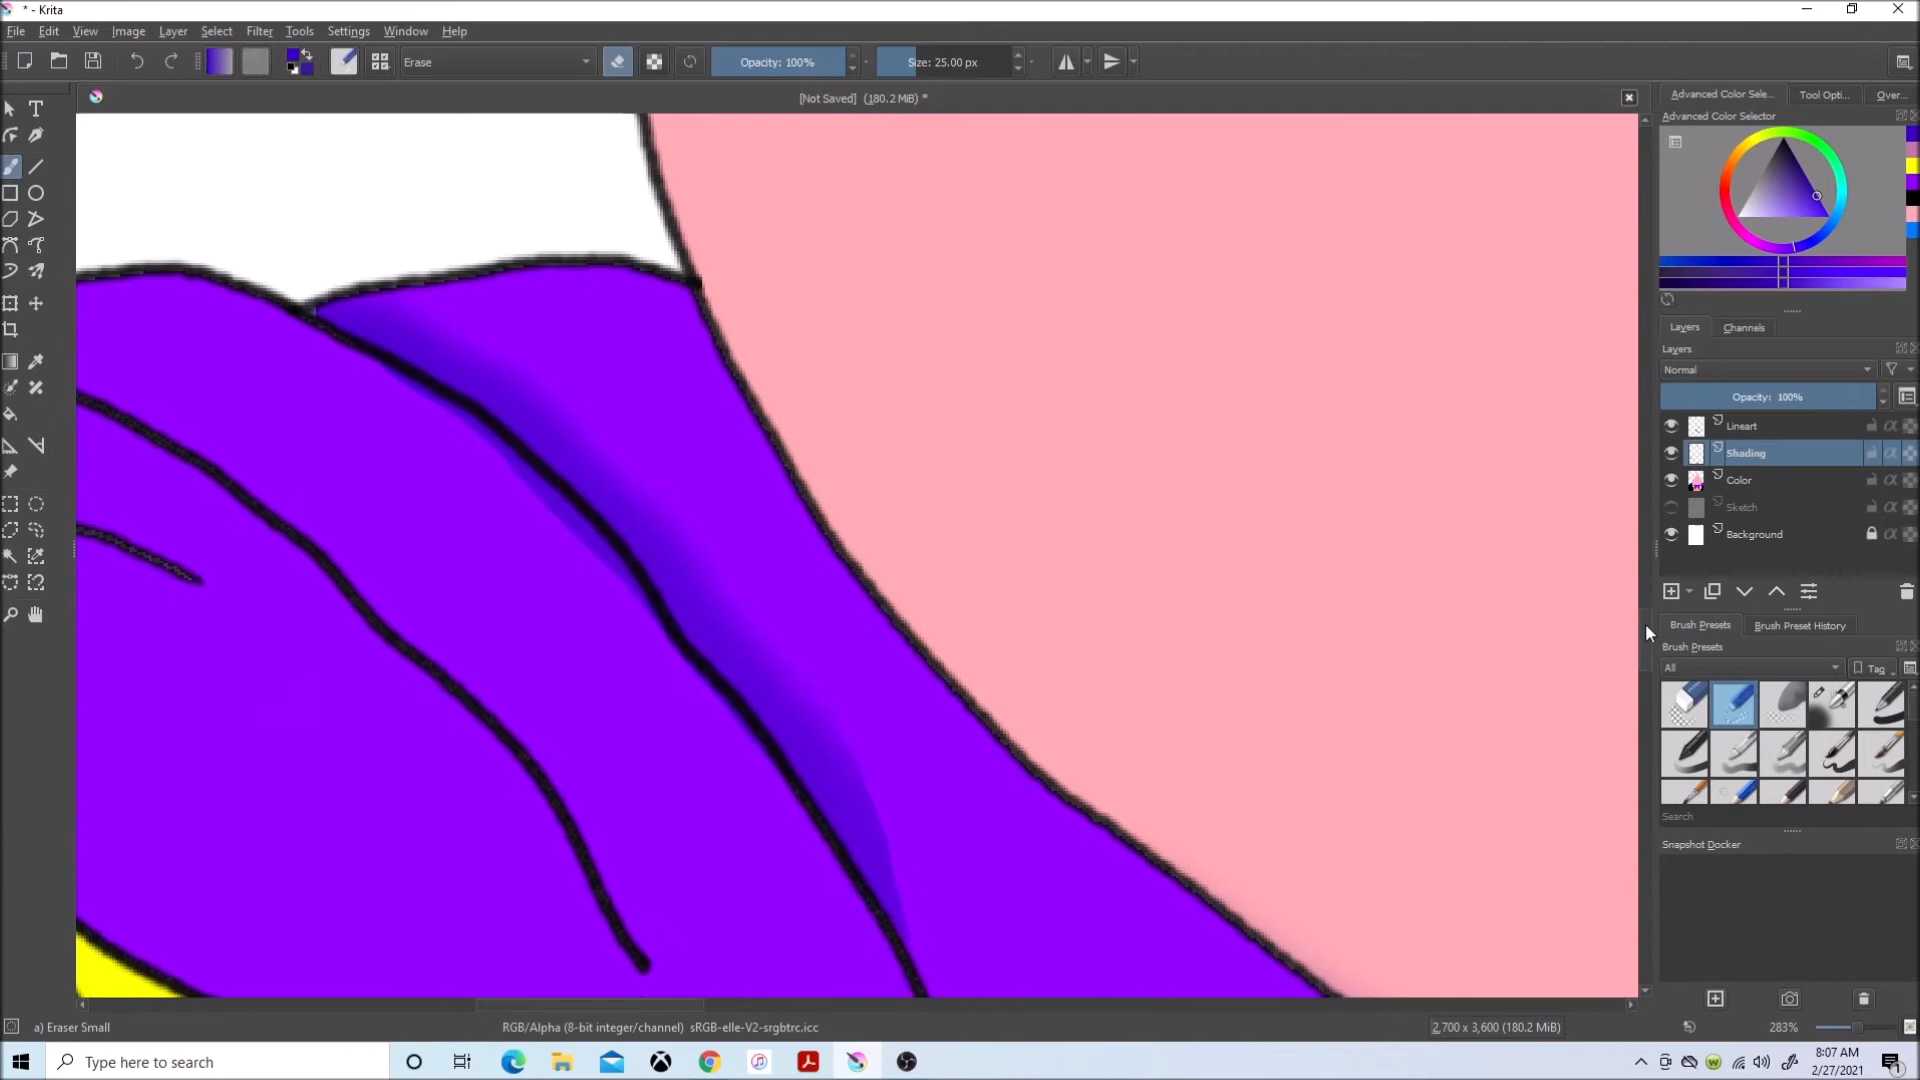 * - Krita
File Edit View Image Layer Filter Tools Settings Window Help
Erase
Opacity: 100%
Size: 25.00 px
[Not Saved] (180.2 MiB) *
Advanced Color Sele... Tool Opti... Over...
Advanced Color Selector
Layers Channels
Layers
Normal
Opacity: 100%
Lineart
Shading
Color
Sketch
Background
Brush Presets Brush Preset History
Brush Presets
All
Tag
Search
Snapshot Docker
a) Eraser Small
RGB/Alpha (8-bit integer/channel) sRGB-elle-V2-srgbtrc.icc
2,700 x 3,600 (180.2 MiB)
283%
Type here to search
8:07 AM
2/27/2021